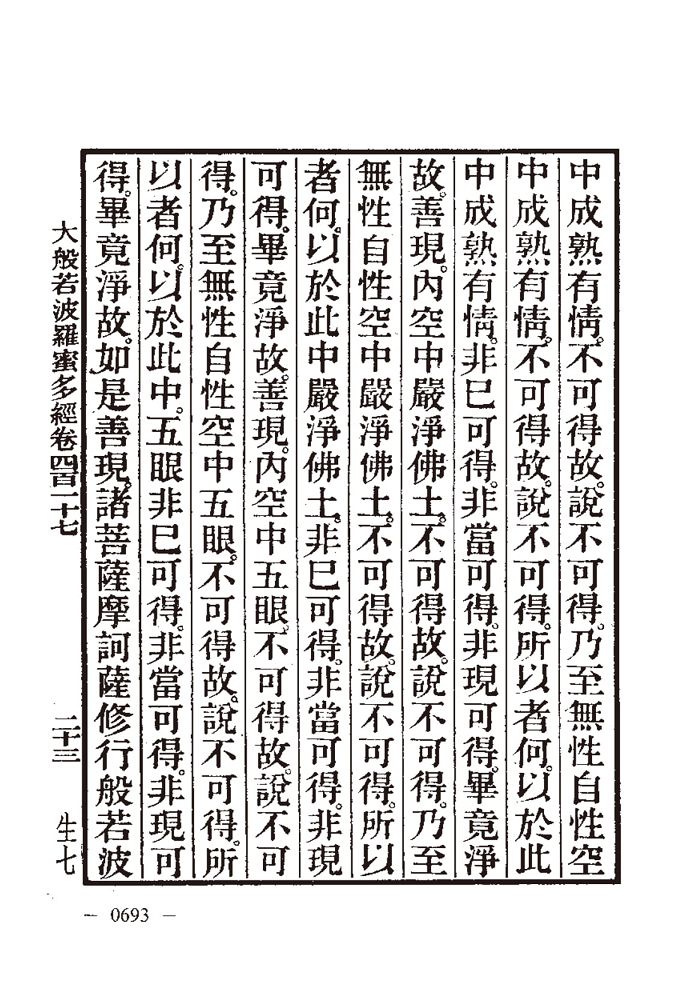 中成熟有情。不可得故。說不可得。乃至無性自性空
中成熟有情。不可得故。說不可得。所以者何。以於此
中成熟有情。非已可得。非當可得。非現可得。畢竟淨
故。善現。內空中嚴淨佛土。不可得故。說不可得。乃至
無性自性空中嚴淨佛土。不可得故。說不可得。所以
者何。以於此中嚴淨佛土。非已可得。非當可得。非現
可得。畢竟淨故。善現。內空中五眼。不可得故。說不可
得。乃至無性自性空中五眼。不可得故。說不可得。所
以者何。以於此中。五眼非已可得。非當可得。非現可
得。畢竟淨故。如是善現。諸菩薩摩訶薩修行般若波
大般若波羅蜜多經卷四百一十七
二十三
生七
— 0693 —